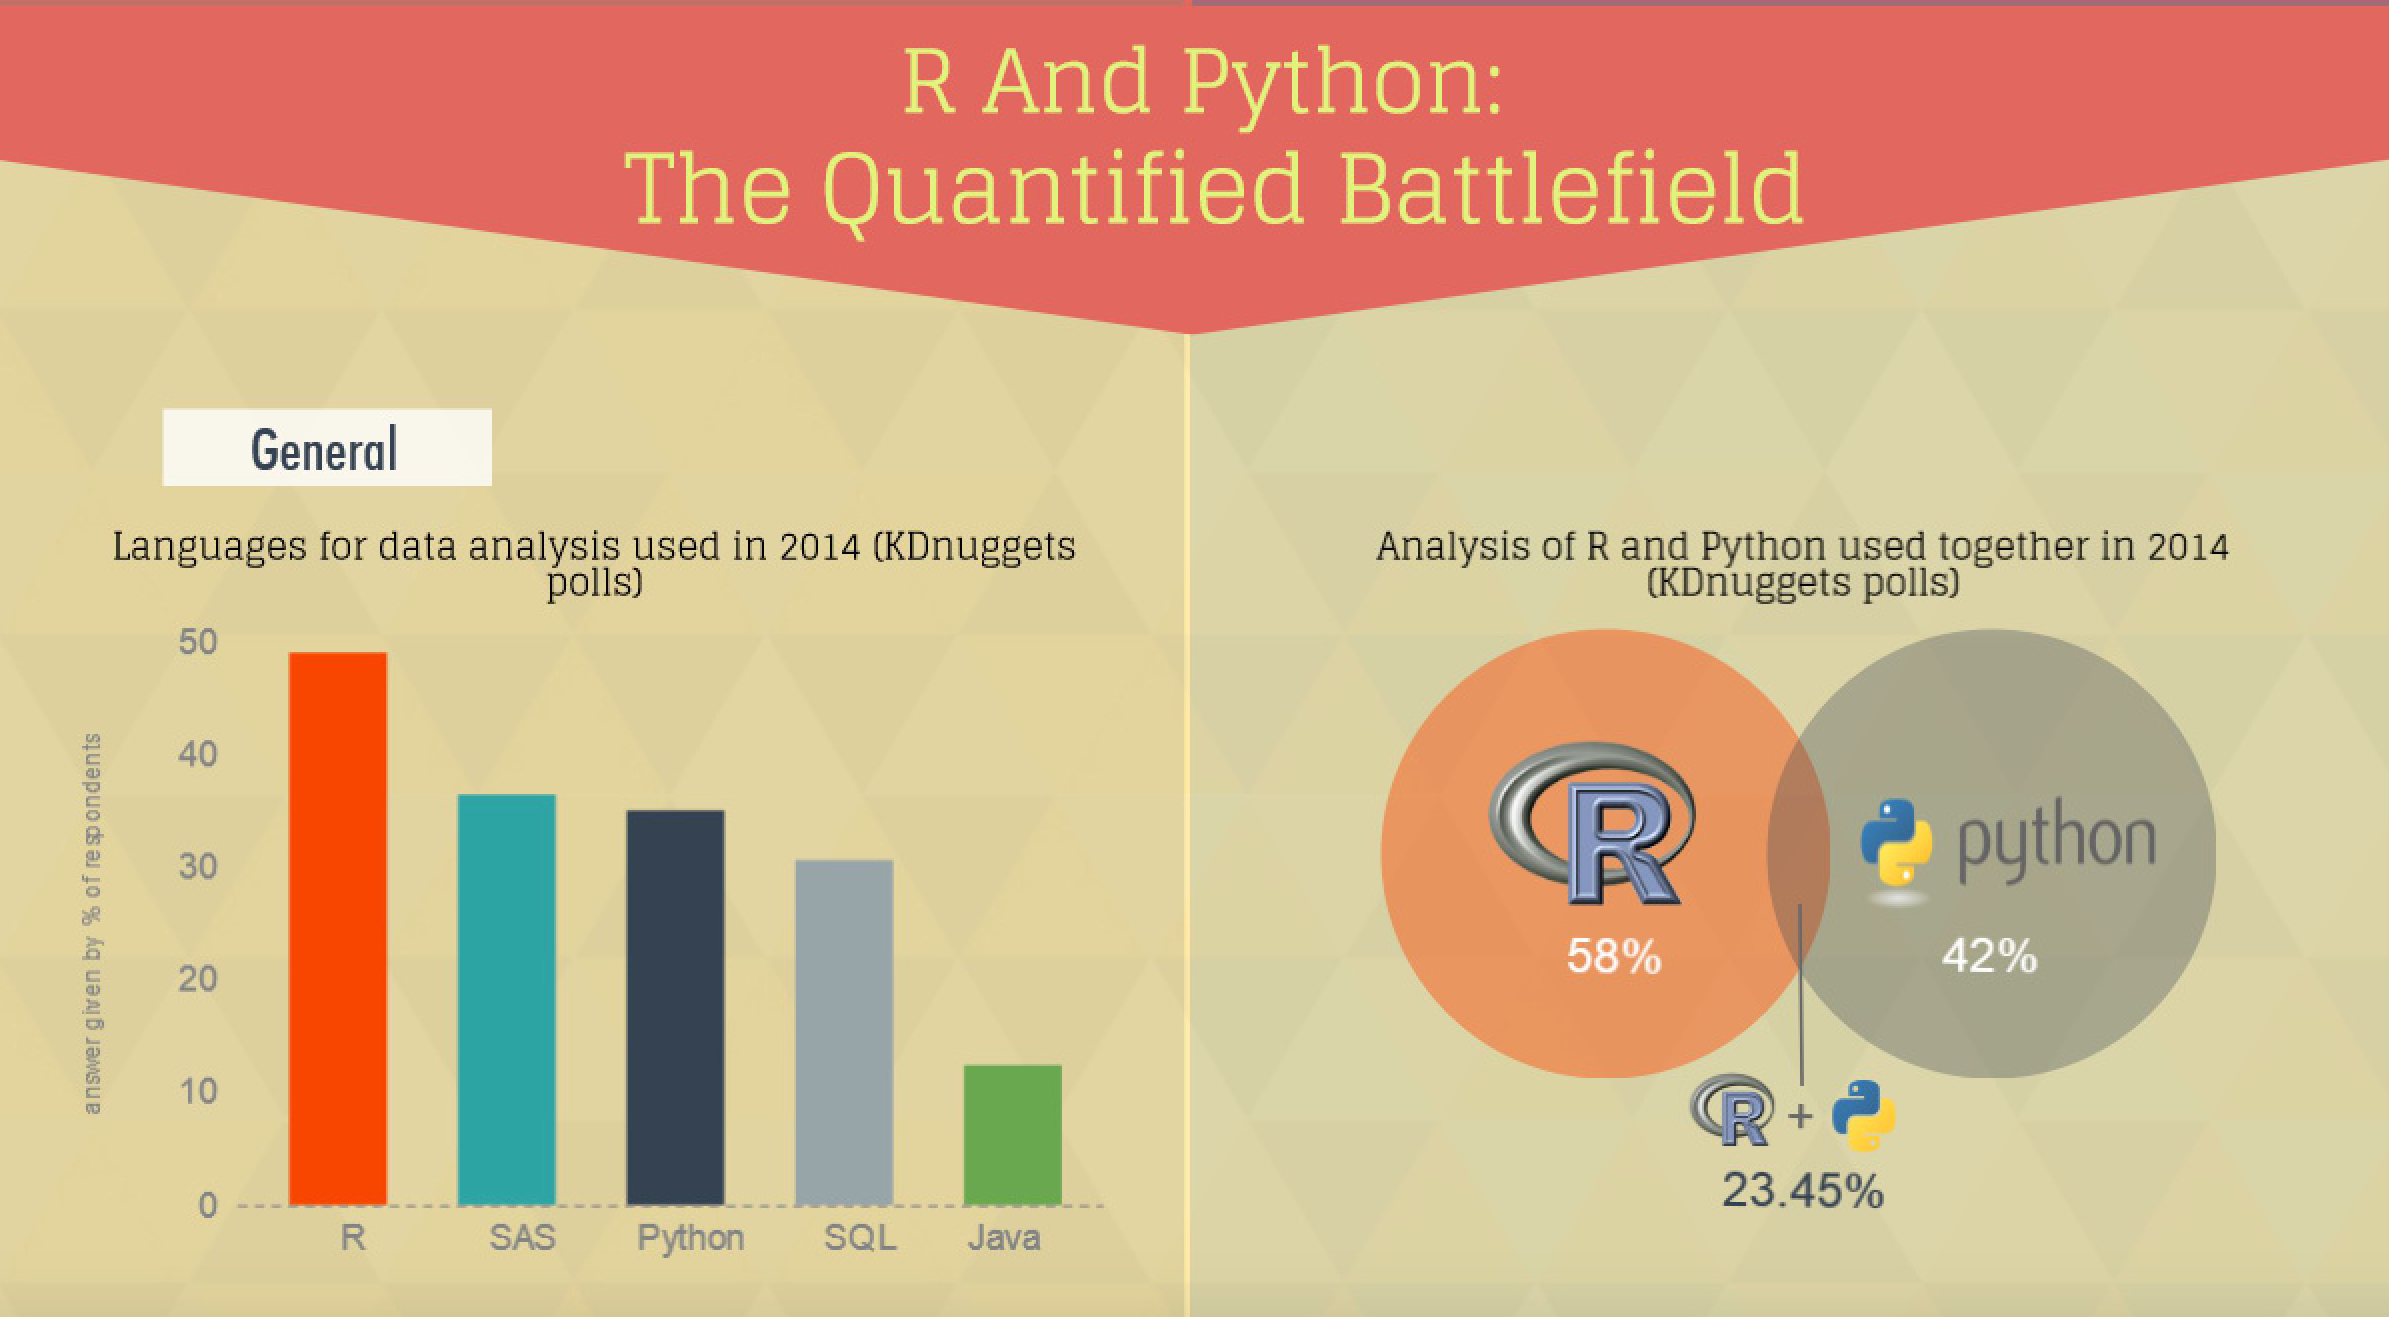 R And Python:
The Quantified Battlefield
General
Languages for data analysis used in 2014 (KDnuggets
polls)
50
40
30
20
10
0
answer given by % of respondents
R
SAS
Python
SQL
Java
Analysis of R and Python used together in 2014
(KDnuggets polls)
R
python
58%
42%
R +
23.45%